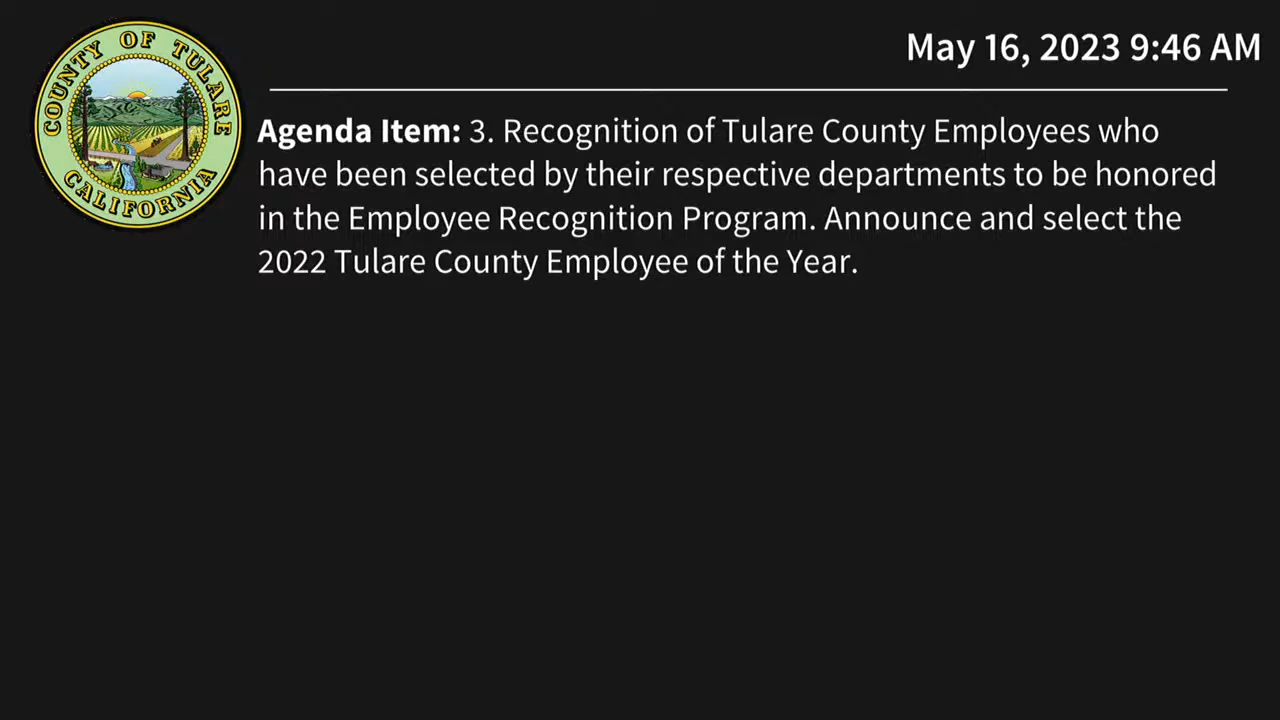 COUNTY OF TULARE
CALIFORNIA
May 16, 2023 9:46 AM
Agenda Item: 3. Recognition of Tulare County Employees who
have been selected by their respective departments to be honored
in the Employee Recognition Program. Announce and select the
2022 Tulare County Employee of the Year.